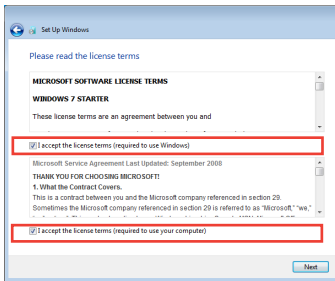 Set Up Windows
Please read the license terms
MICROSOFT SOFTWARE LICENSE TERMS
WINDOWS 7 STARTER
These license terms are an agreement between you and
I accept the license terms (required to use Windows)
Microsoft Service Agreement Last Updated: September 2008
THANK YOU FOR CHOOSING MICROSOFT!
1. What the Contract Covers.
This is a contract between you and the Microsoft company referenced in section 29.
Sometimes the Microsoft company referenced in section 29 is referred to as "Microsoft," "we,"
I accept the license terms (required to use your computer)
Next